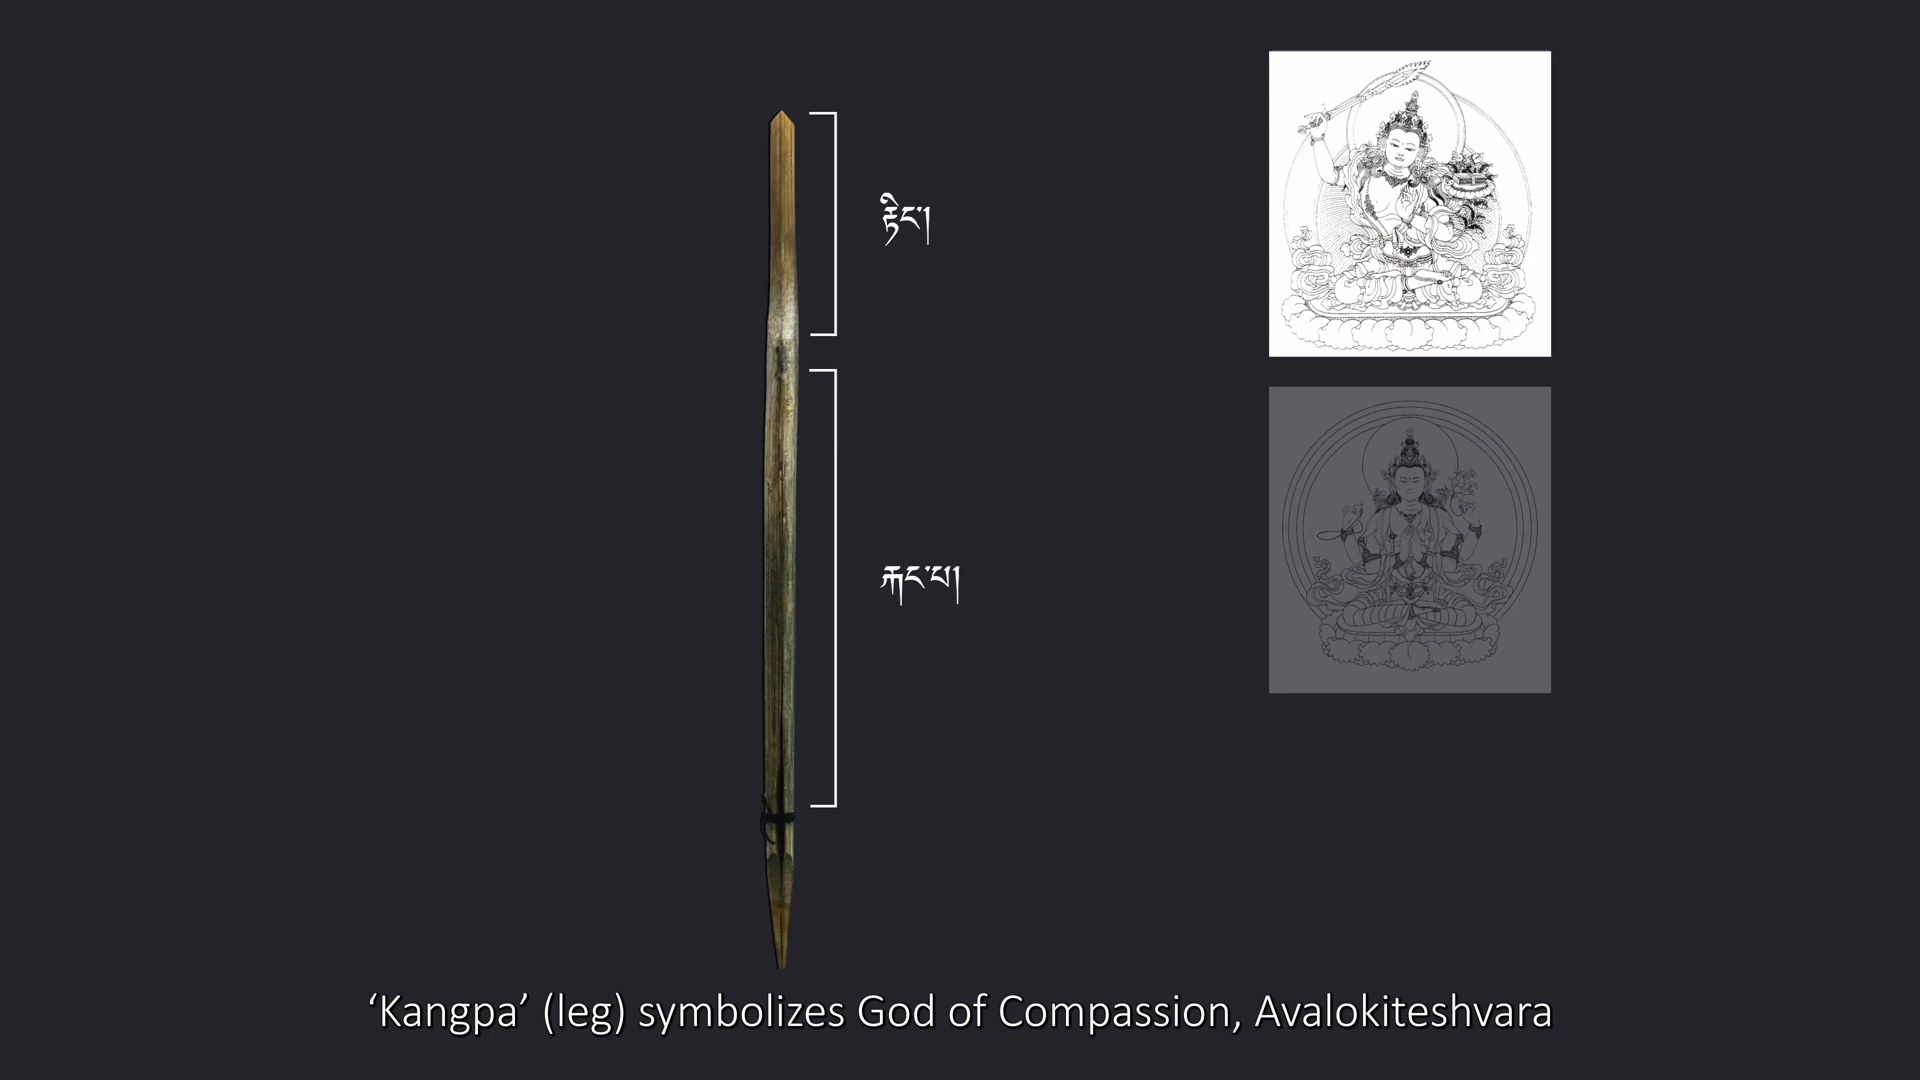 རྟིང་།
རྐང་པ།
‘Kangpa’ (leg) symbolizes God of Compassion, Avalokiteshvara